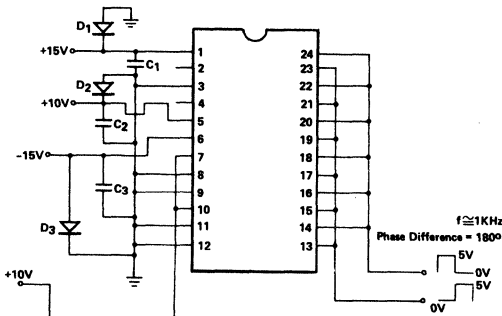 D1
+15V
C1
D2
+10V
C2
-15V
C3
D3
+10V
1
2
3
4
5
6
7
8
9
10
11
12
24
23
22
21
20
19
18
17
16
15
14
13
f≅1KHz
Phase Difference = 180º
5V
0V
5V
0V